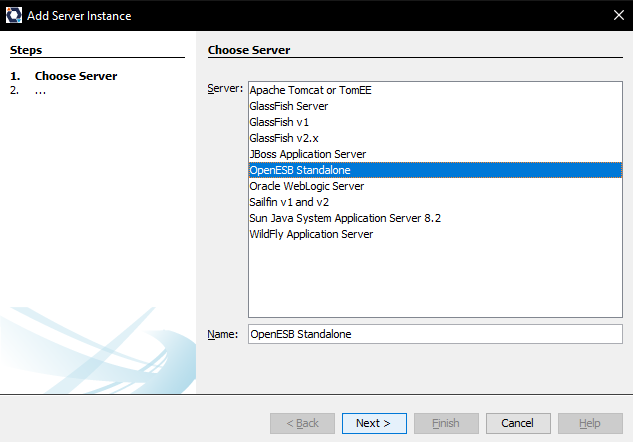 Add Server Instance
Steps
1. Choose Server
2. ...
Choose Server
Server:
Apache Tomcat or TomEE
GlassFish Server
GlassFish v1
GlassFish v2.x
JBoss Application Server
OpenESB Standalone
Oracle WebLogic Server
Sailfin v1 and v2
Sun Java System Application Server 8.2
WildFly Application Server
Name: OpenESB Standalone
< Back Next > Finish Cancel Help